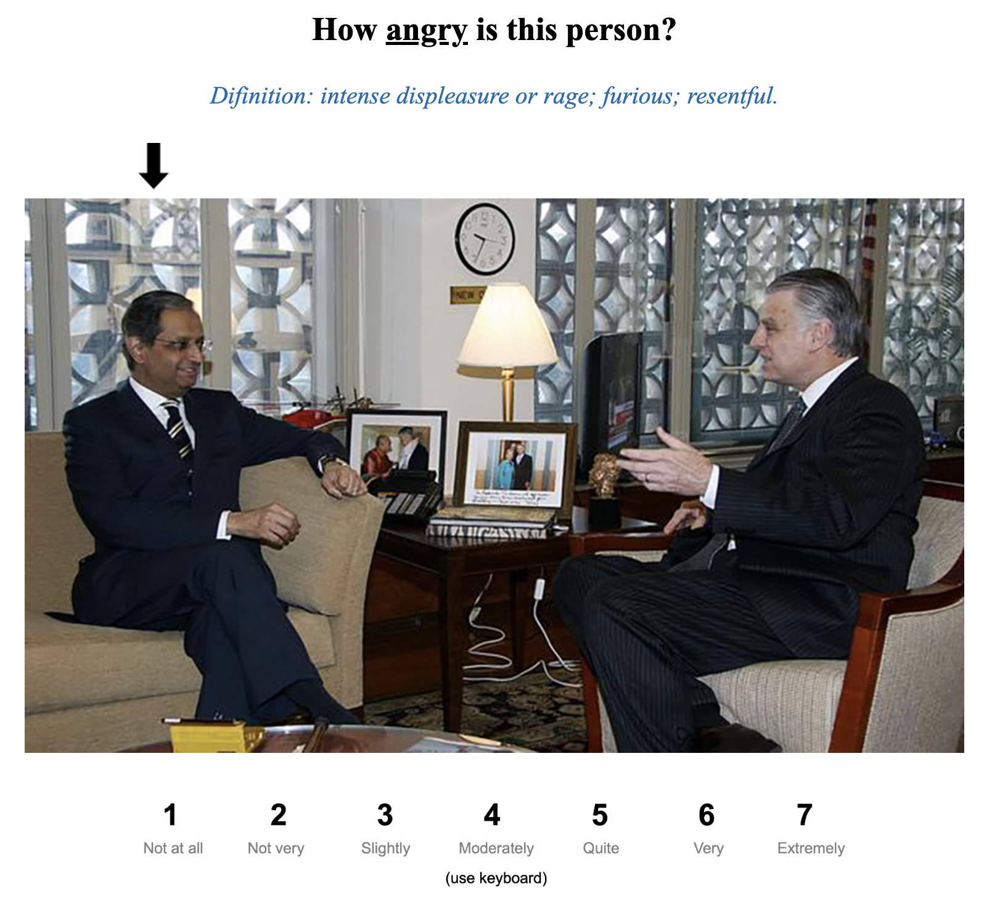 How angry is this person?
Difinition: intense displeasure or rage; furious; resentful.
NEW
1 2 3 4 5 6 7
Not at all Not very Slightly Moderately Quite Very Extremely
(use keyboard)